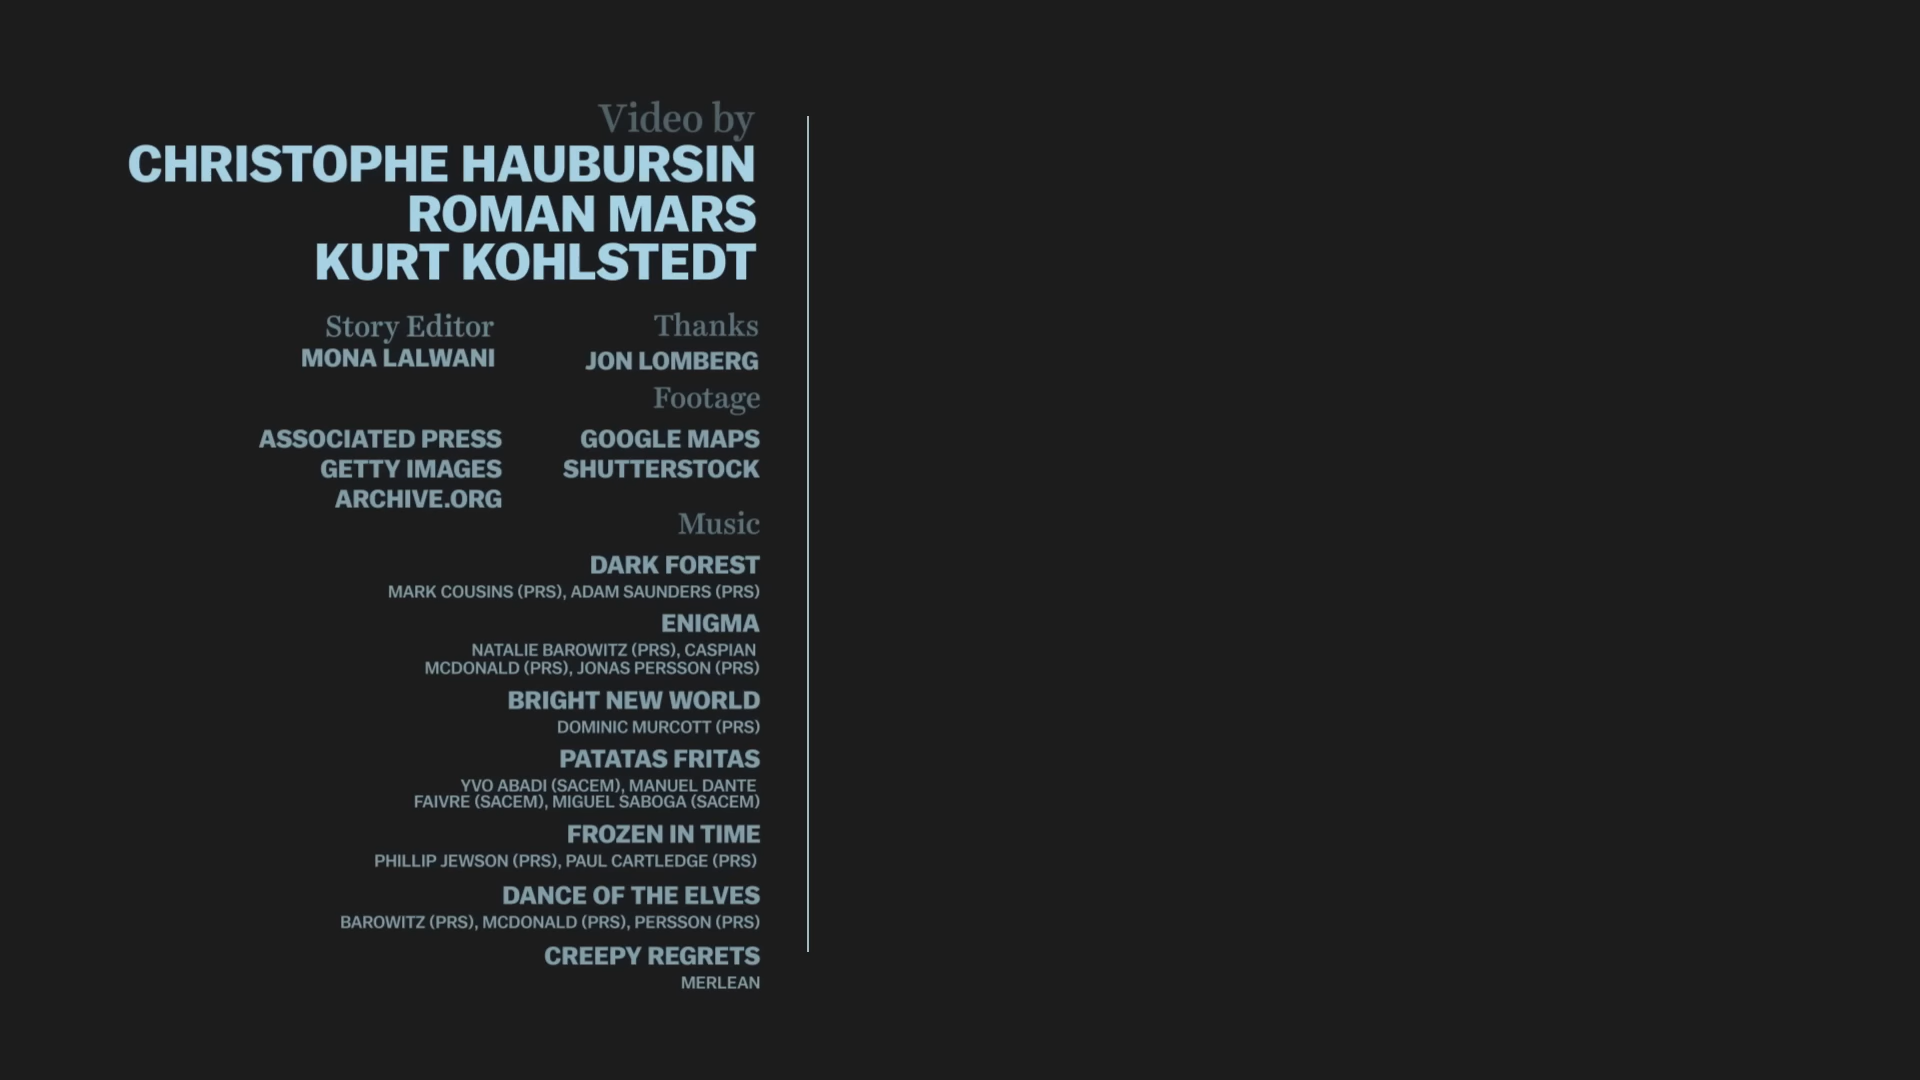 Video by
CHRISTOPHE HAUBURSIN
ROMAN MARS
KURT KOHLSTEDT
Story Editor
MONA LALWANI
Thanks
JON LOMBERG
Footage
ASSOCIATED PRESS
GETTY IMAGES
ARCHIVE.ORG
GOOGLE MAPS
SHUTTERSTOCK
Music
DARK FOREST
MARK COUSINS (PRS), ADAM SAUNDERS (PRS)
ENIGMA
NATALIE BAROWITZ (PRS), CASPIAN
MCDONALD (PRS), JONAS PERSSON (PRS)
BRIGHT NEW WORLD
DOMINIC MURCOTT (PRS)
PATATAS FRITAS
YVO ABADI (SACEM), MANUEL DANTE
FAIVRE (SACEM), MIGUEL SABOGA (SACEM)
FROZEN IN TIME
PHILLIP JEWSON (PRS), PAUL CARTLEDGE (PRS)
DANCE OF THE ELVES
BAROWITZ (PRS), MCDONALD (PRS), PERSSON (PRS)
CREEPY REGRETS
MERLEAN